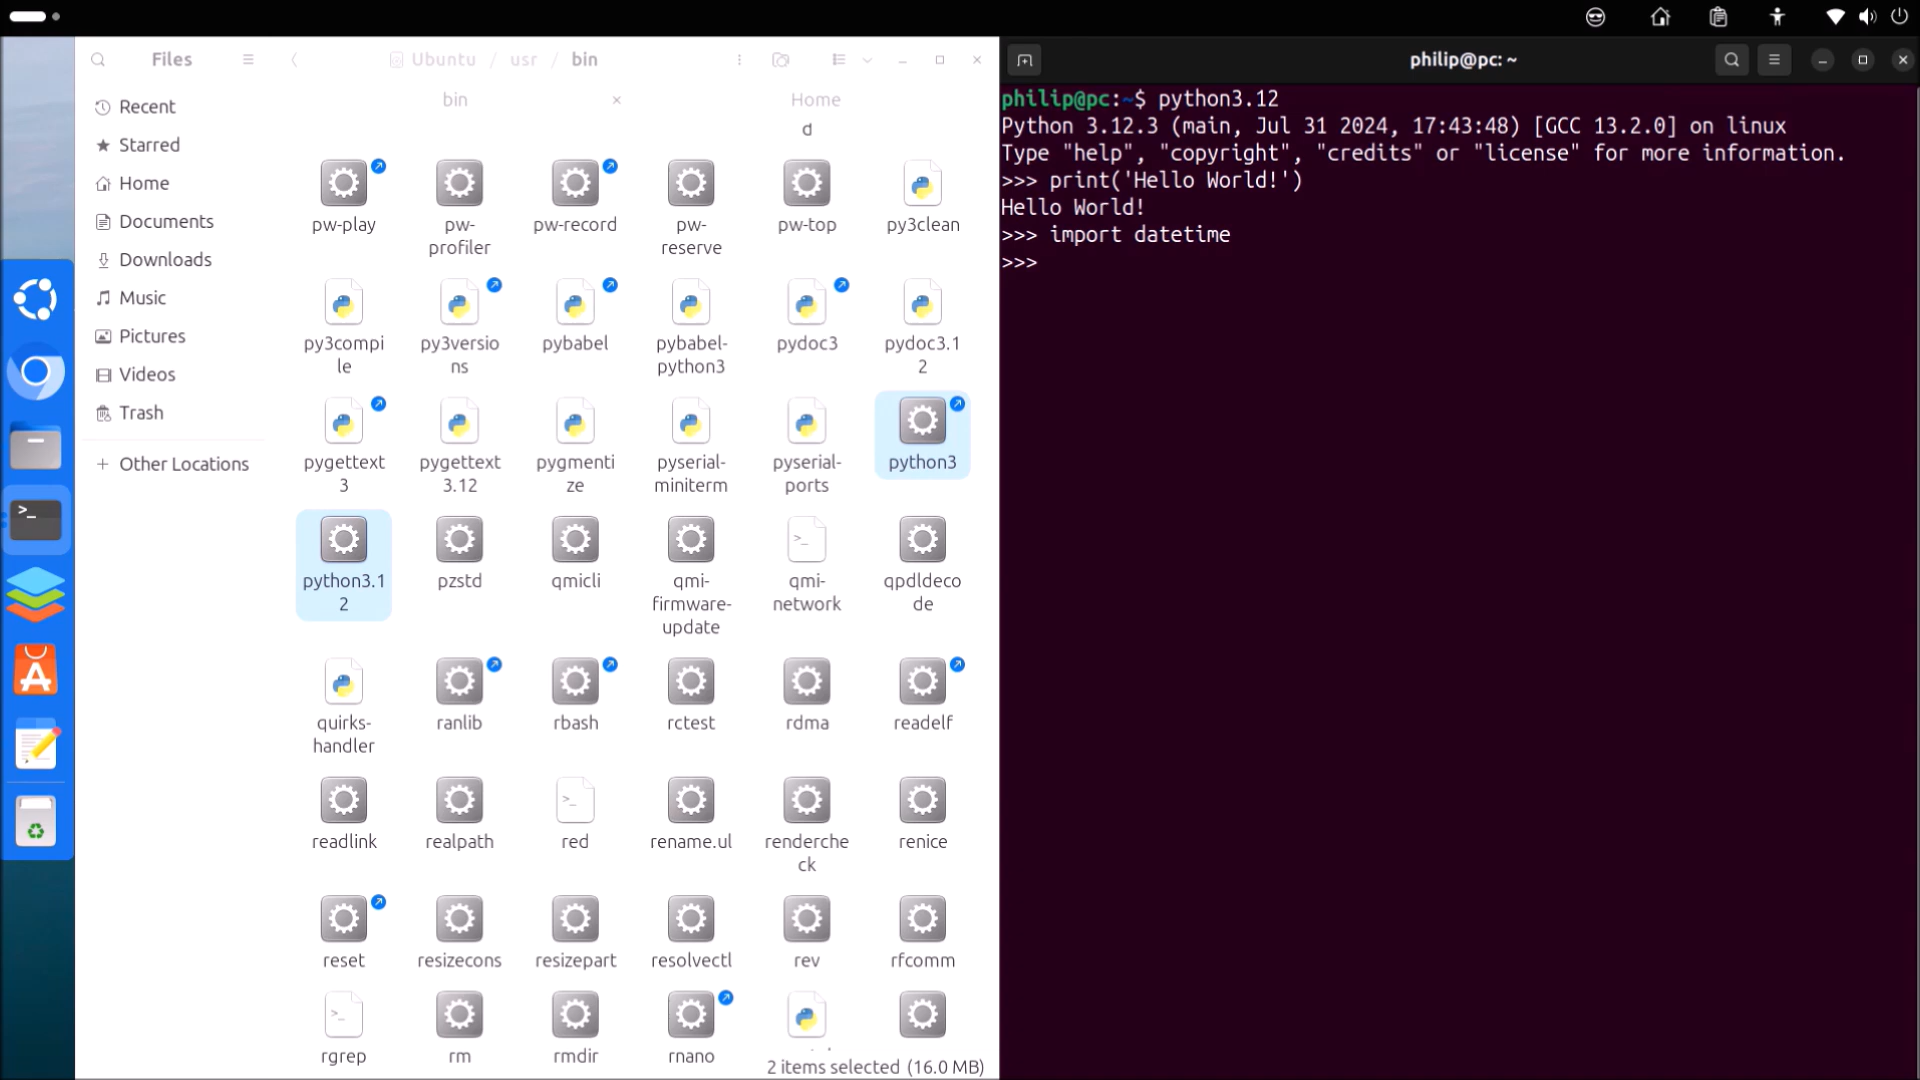 Files
Ubuntu / usr / bin
Recent
Starred
Home
Documents
Downloads
Music
Pictures
Videos
Trash
Other Locations
bin
Home
d
pw-play
pw-
profiler
pw-record
pw-
reserve
pw-top
py3clean
py3compi
le
py3versio
ns
pybabel
pybabel-
python3
pydoc3
pydoc3.1
2
pygettext
3
pygettext
3.12
pygmenti
ze
pyserial-
miniterm
pyserial-
ports
python3
python3.1
2
pzstd
qmicli
qmi-
firmware-
update
qmi-
network
qpdldeco
de
quirks-
handler
ranlib
rbash
rctest
rdma
readelf
readlink
realpath
red
rename.ul
renderche
ck
renice
reset
resizecons
resizepart
resolvectl
rev
rfcomm
rgrep
rm
rmdir
rnano
2 items selected (16.0 MB)
philip@pc: ~
philip@pc:~$ python3.12
Python 3.12.3 (main, Jul 31 2024, 17:43:48) [GCC 13.2.0] on linux
Type "help", "copyright", "credits" or "license" for more information.
>>> print('Hello World!')
Hello World!
>>> import datetime
>>>